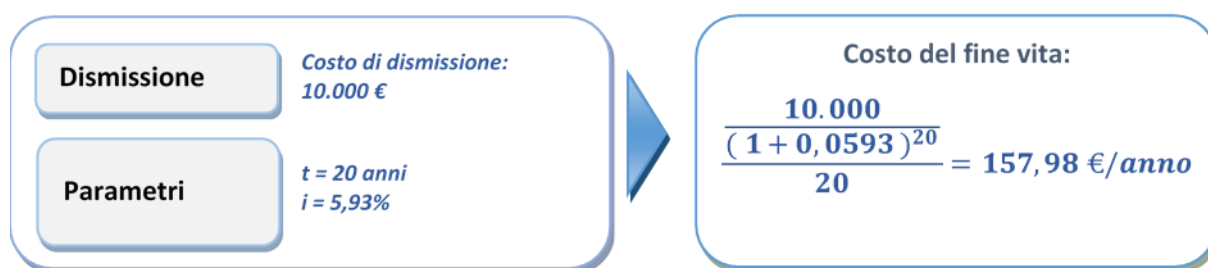 Dismissione
Costo di dismissione:
10.000 €
Parametri
t = 20 anni
i = 5,93%
Costo del fine vita:
10.000
( 1 + 0,0593 )²⁰
20
= 157,98 €/anno